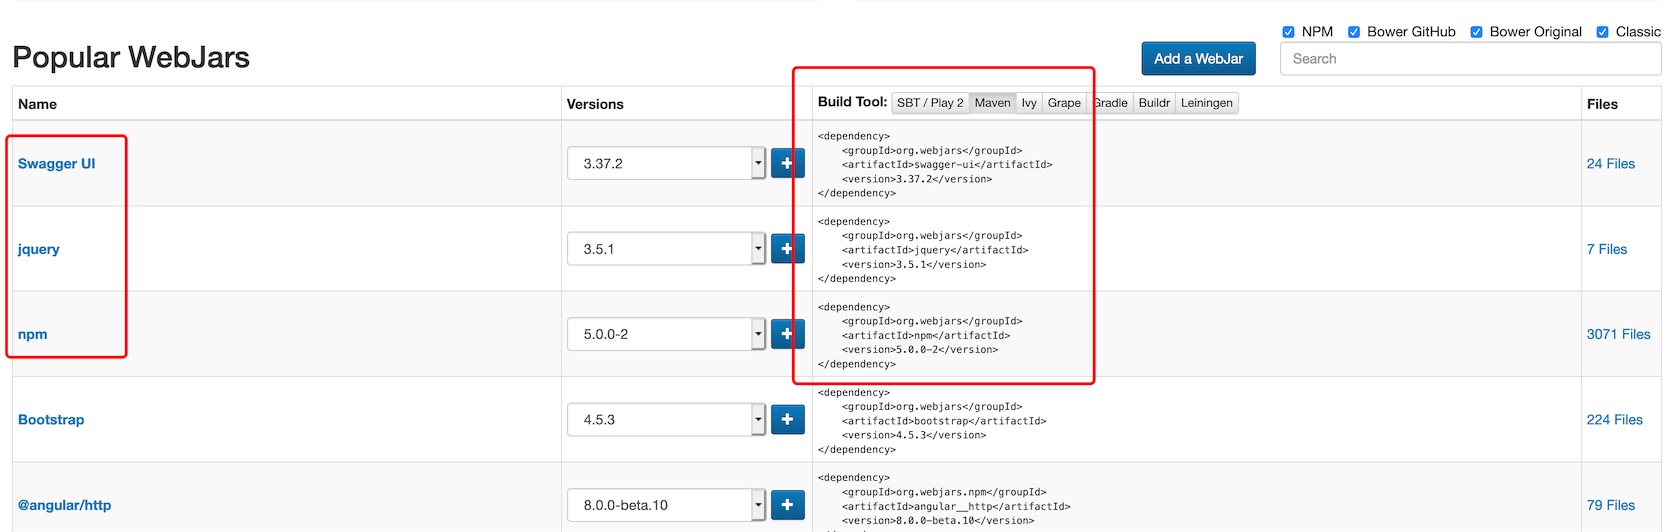 NPM Bower GitHub Bower Original Classic
Popular WebJars
Add a WebJar
Search
Name Versions Build Tool: SBT / Play 2 Maven Ivy Grape Gradle Buildr Leiningen Files
Swagger UI
3.37.2
+
<dependency>
    <groupId>org.webjars</groupId>
    <artifactId>swagger-ui</artifactId>
    <version>3.37.2</version>
</dependency>
24 Files
jquery
3.5.1
+
<dependency>
    <groupId>org.webjars</groupId>
    <artifactId>jquery</artifactId>
    <version>3.5.1</version>
</dependency>
7 Files
npm
5.0.0-2
+
<dependency>
    <groupId>org.webjars</groupId>
    <artifactId>npm</artifactId>
    <version>5.0.0-2</version>
</dependency>
3071 Files
Bootstrap
4.5.3
+
<dependency>
    <groupId>org.webjars</groupId>
    <artifactId>bootstrap</artifactId>
    <version>4.5.3</version>
</dependency>
224 Files
@angular/http
8.0.0-beta.10
+
<dependency>
    <groupId>org.webjars.npm</groupId>
    <artifactId>angular__http</artifactId>
    <version>8.0.0-beta.10</version>
79 Files